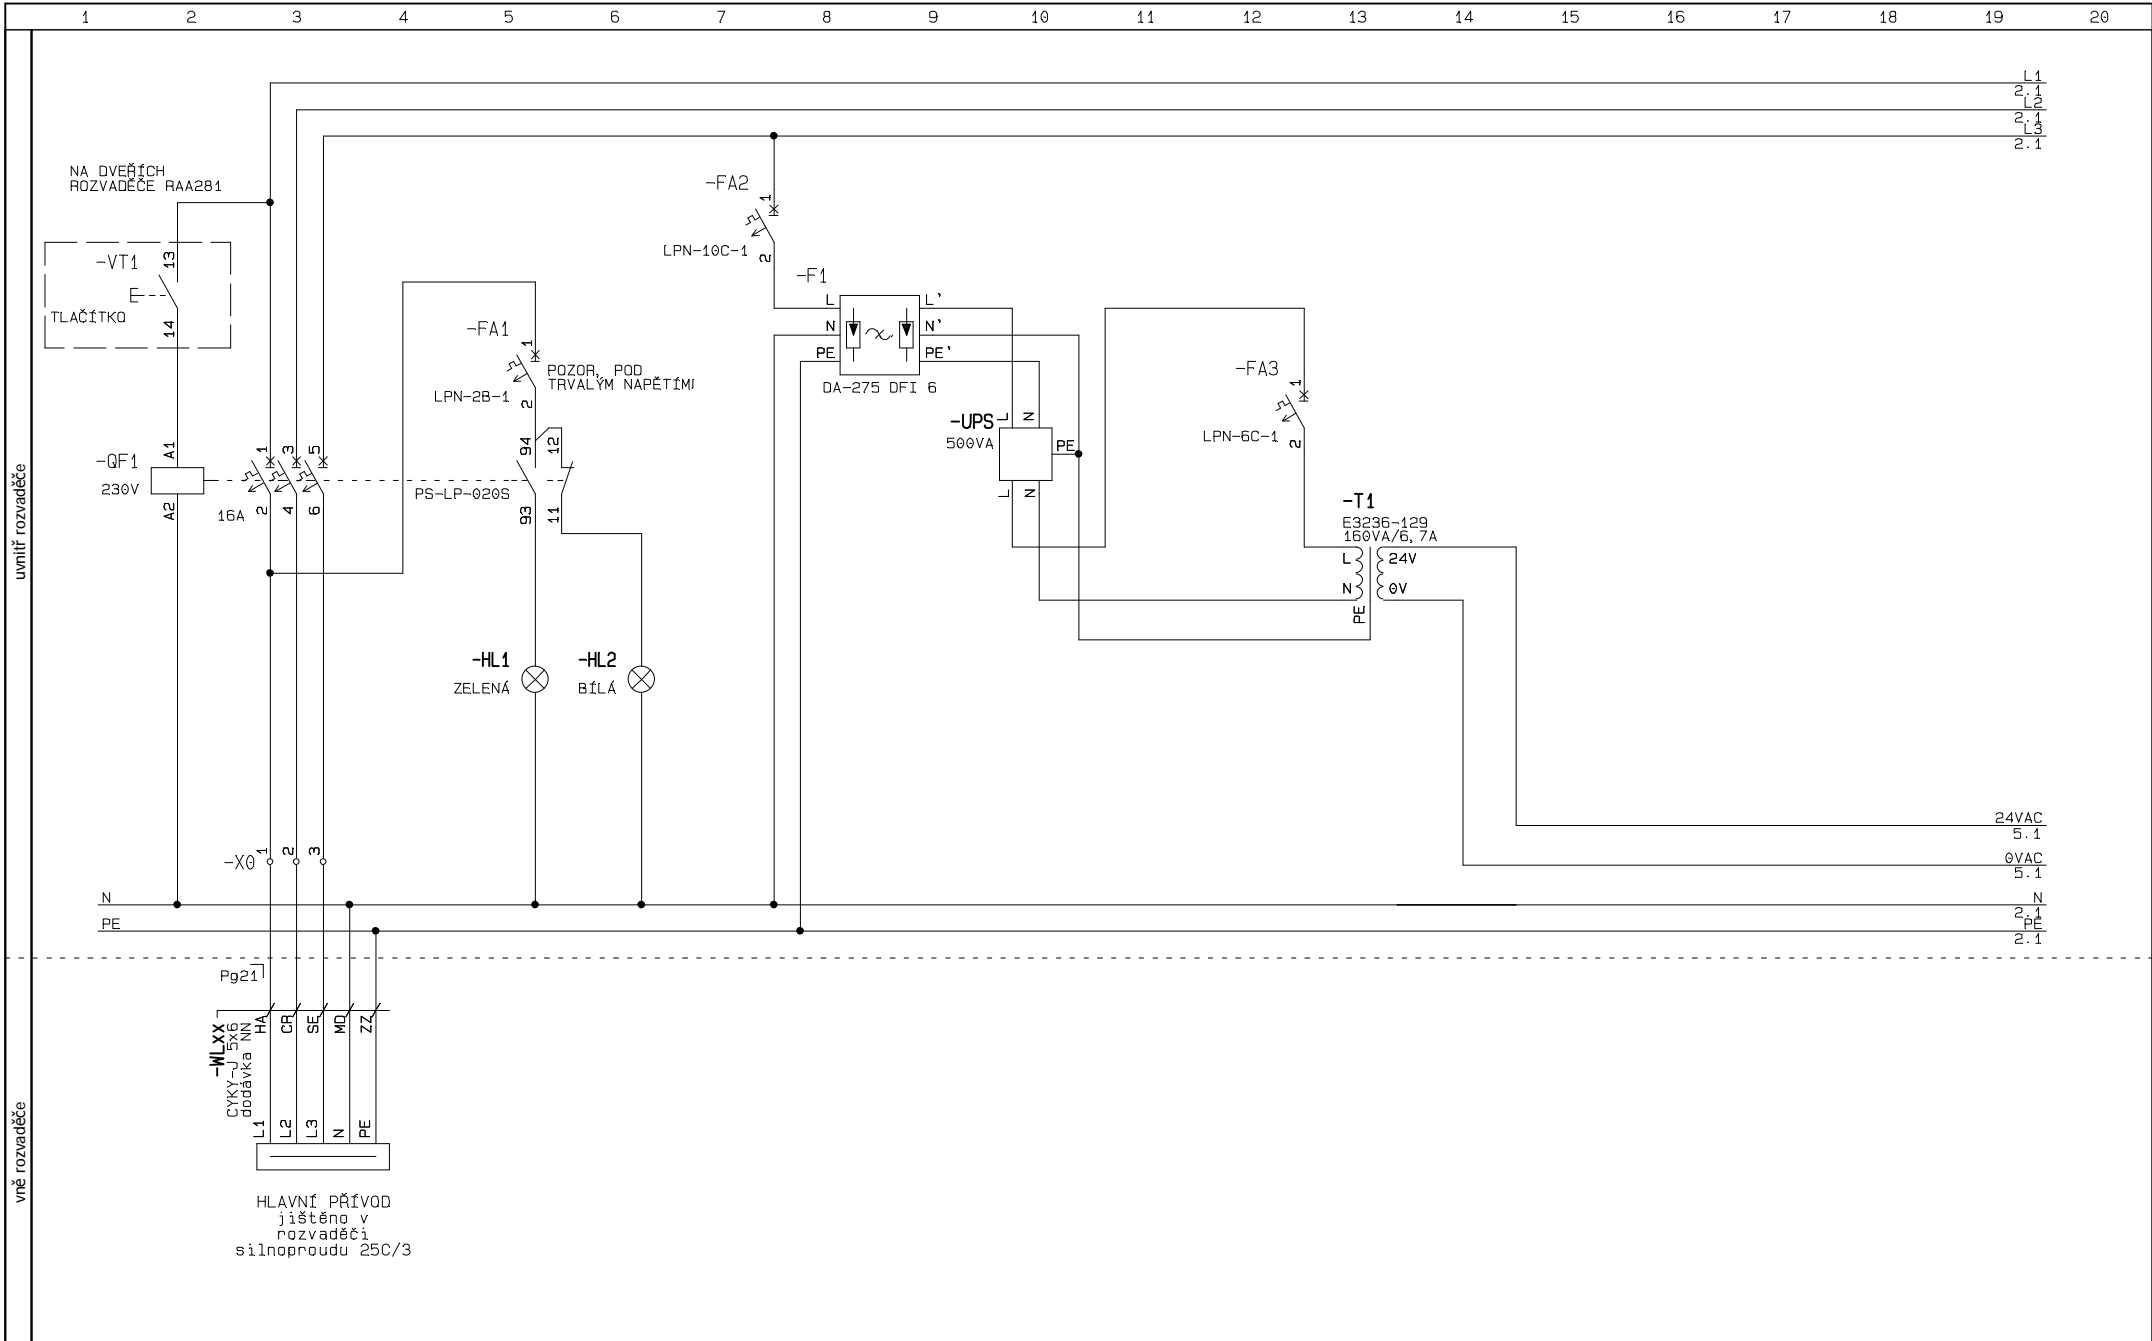 1 2 3 4 5 6 7 8 9 10 11 12 13 14 15 16 17 18 19 20
L1
2.1
L2
2.1
L3
2.1
NA DVEŘÍCH
ROZVADĚČE RAA281
-VT1
13
TLAČÍTKO
14
-FA2
1
LPN-10C-1
2
-F1
L
N
PE
L'
N'
PE'
DA-275 DFI 6
-FA1
1
POZOR, POD
TRVALÝM NAPĚTÍM!
LPN-2B-1
2
-FA3
1
LPN-6C-1
2
-UPS
500VA
L
N
PE
L
N
-QF1
230V
A1
A2
16A
1
3
5
2
4
6
PS-LP-020S
94
12
93
11
-T1
E3236-129
160VA/6,7A
L
N
PE
24V
0V
uvnitř rozvaděče
-HL1
ZELENÁ
-HL2
BÍLÁ
24VAC
5.1
0VAC
5.1
-X0
1
2
3
N
PE
N
2.1
PE
2.1
Pg21
-WLXX
CYKY-J 5x6
dodávka NN
HA
CR
SE
MD
ZZ
L1
L2
L3
N
PE
vně rozvaděče
HLAVNÍ PŘÍVOD
jištěno v
rozvaděči
silnoproudu 25C/3